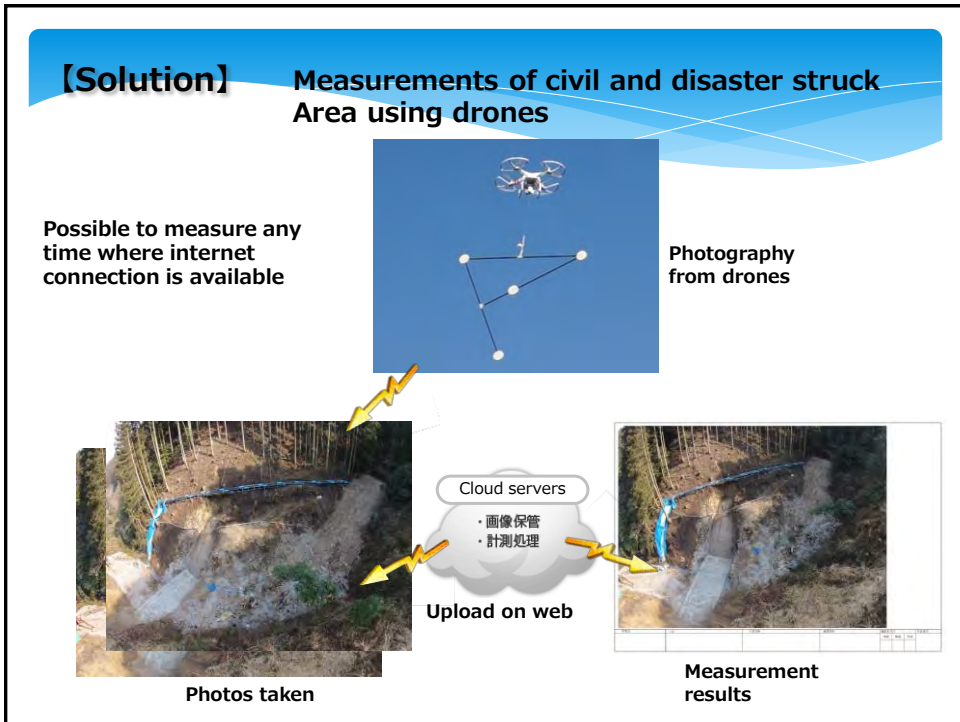 【Solution】
Measurements of civil and disaster struck
Area using drones
Possible to measure any
time where internet
connection is available
Photography
from drones
Cloud servers
・画像保管
・計測処理
Upload on web
Photos taken
Measurement
results